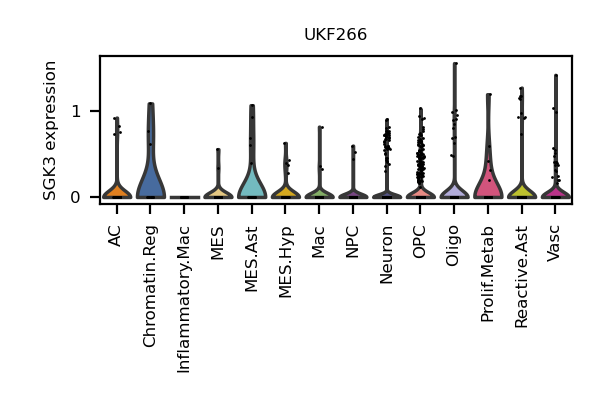 UKF266
SGK3 expression
1
0
AC
Chromatin.Reg
Inflammatory.Mac
MES
MES.Ast
MES.Hyp
Mac
NPC
Neuron
OPC
Oligo
Prolif.Metab
Reactive.Ast
Vasc